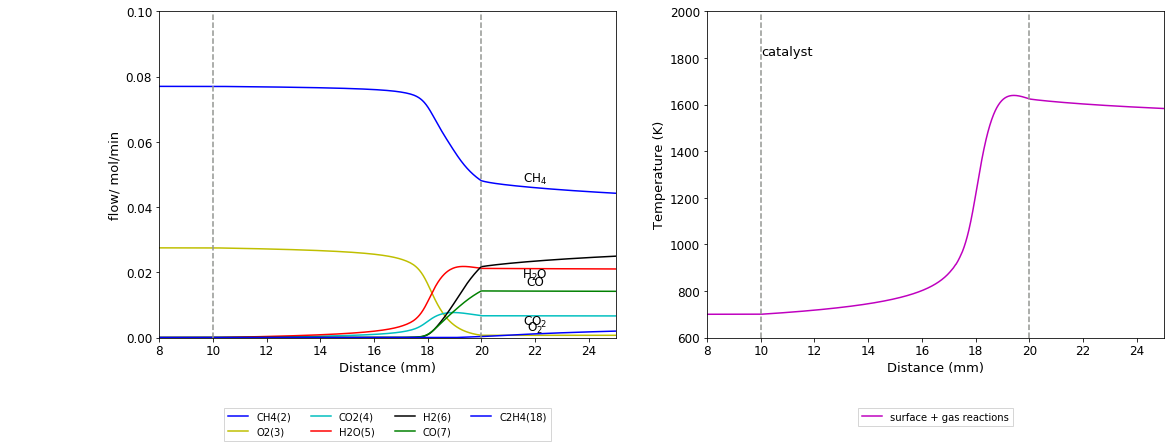 0.10
0.08
0.06
0.04
0.02
0.00
flow/ mol/min
CH₄
H₂O
CO
CO₂
O₂
8 10 12 14 16 18 20 22 24
Distance (mm)
CH4(2) CO2(4) H2(6) C2H4(18)
O2(3) H2O(5) CO(7)
2000
1800
1600
1400
1200
1000
800
600
Temperature (K)
catalyst
8 10 12 14 16 18 20 22 24
Distance (mm)
surface + gas reactions